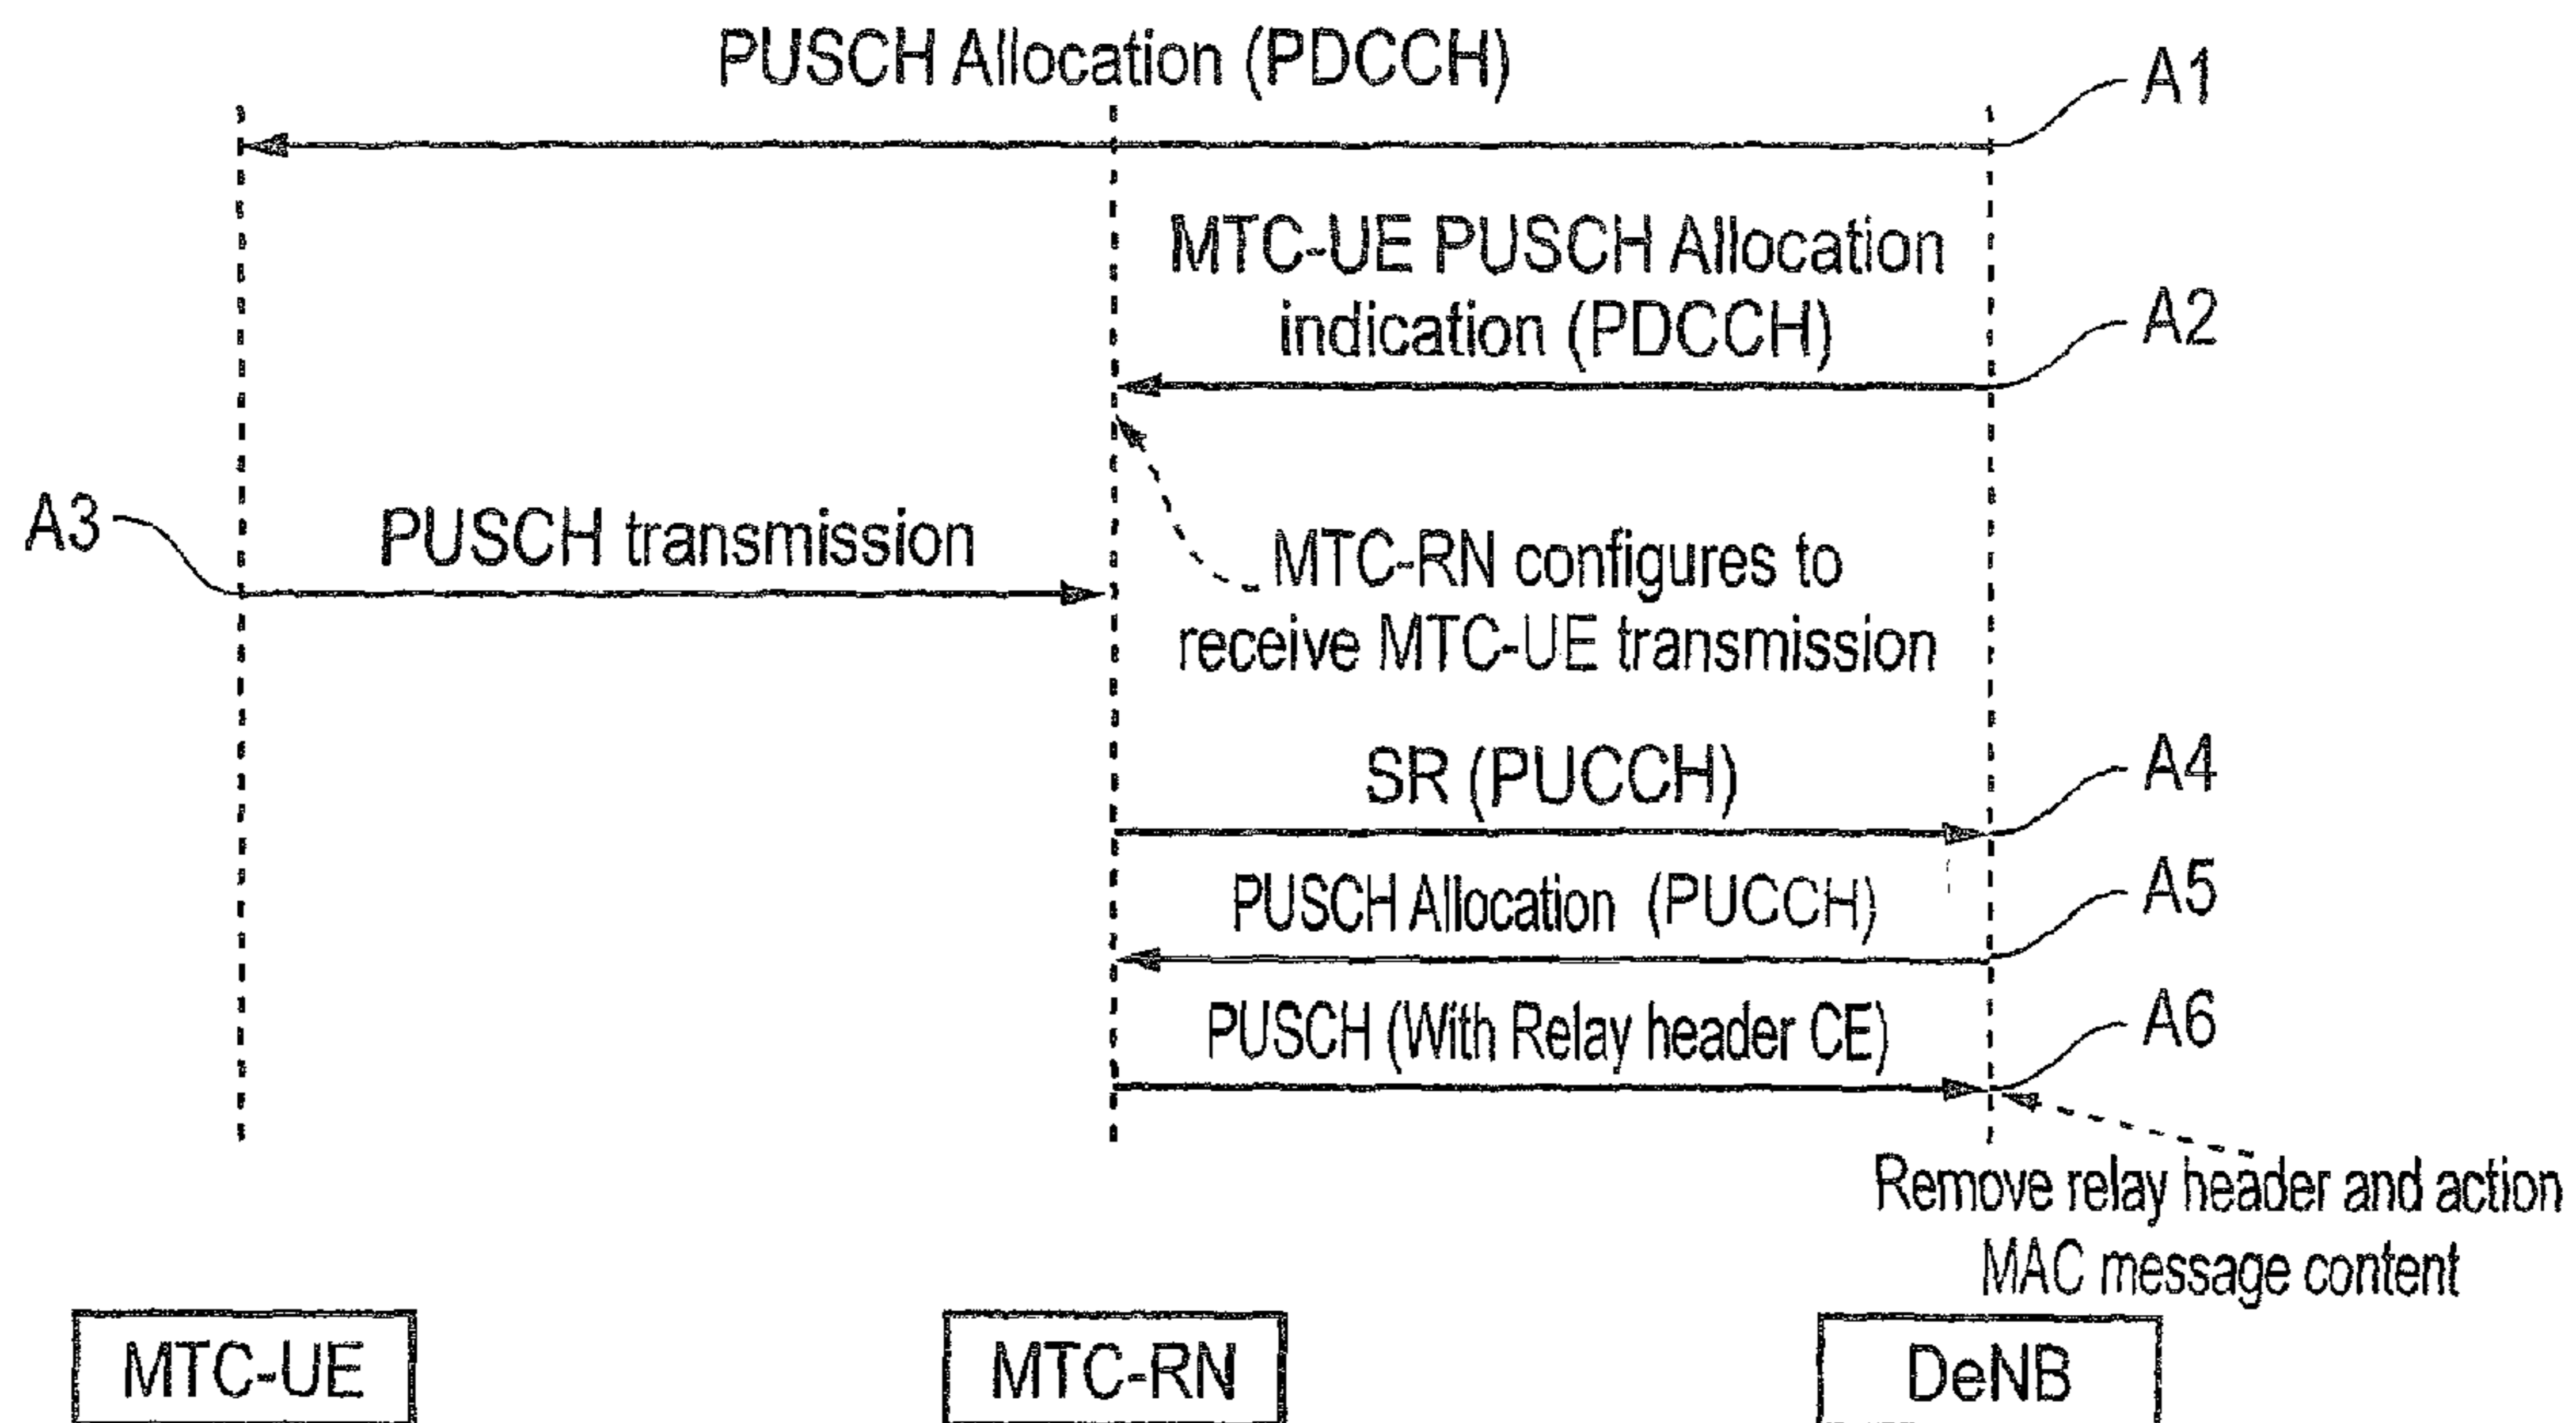 PUSCH Allocation (PDCCH)
A1
MTC-UE PUSCH Allocation
indication (PDCCH)
A2
A3
PUSCH transmission
MTC-RN configures to
receive MTC-UE transmission
SR (PUCCH)
A4
PUSCH Allocation (PUCCH)
A5
PUSCH (With Relay header CE)
A6
Remove relay header and action
MAC message content
MTC-UE
MTC-RN
DeNB